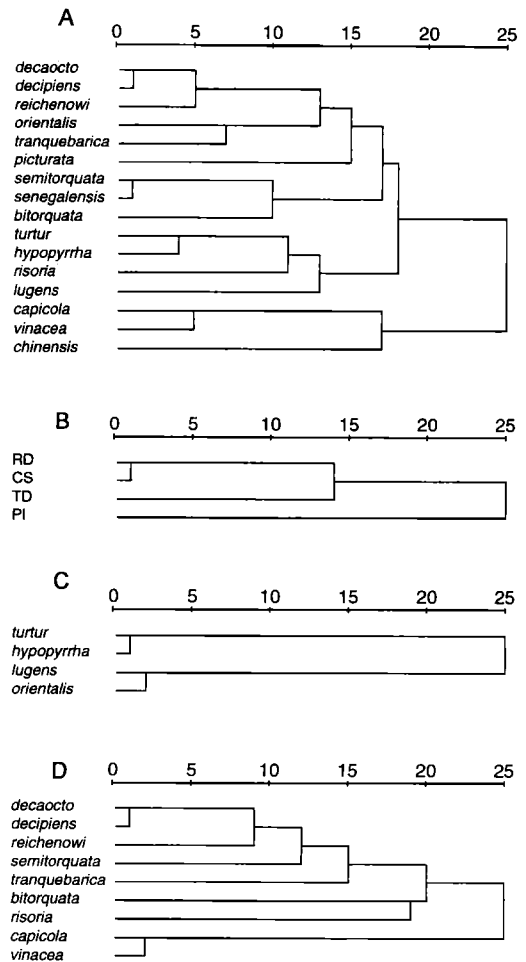 A
0 5 10 15 20 25
decaocto
decipiens
reichenowi
orientalis
tranquebarica
picturata
semitorquata
senegalensis
bitorquata
turtur
hypopyrrha
risoria
lugens
capicola
vinacea
chinensis
B
0 5 10 15 20 25
RD
CS
TD
PI
C
0 5 10 15 20 25
turtur
hypopyrrha
lugens
orientalis
D
0 5 10 15 20 25
decaocto
decipiens
reichenowi
semitorquata
tranquebarica
bitorquata
risoria
capicola
vinacea